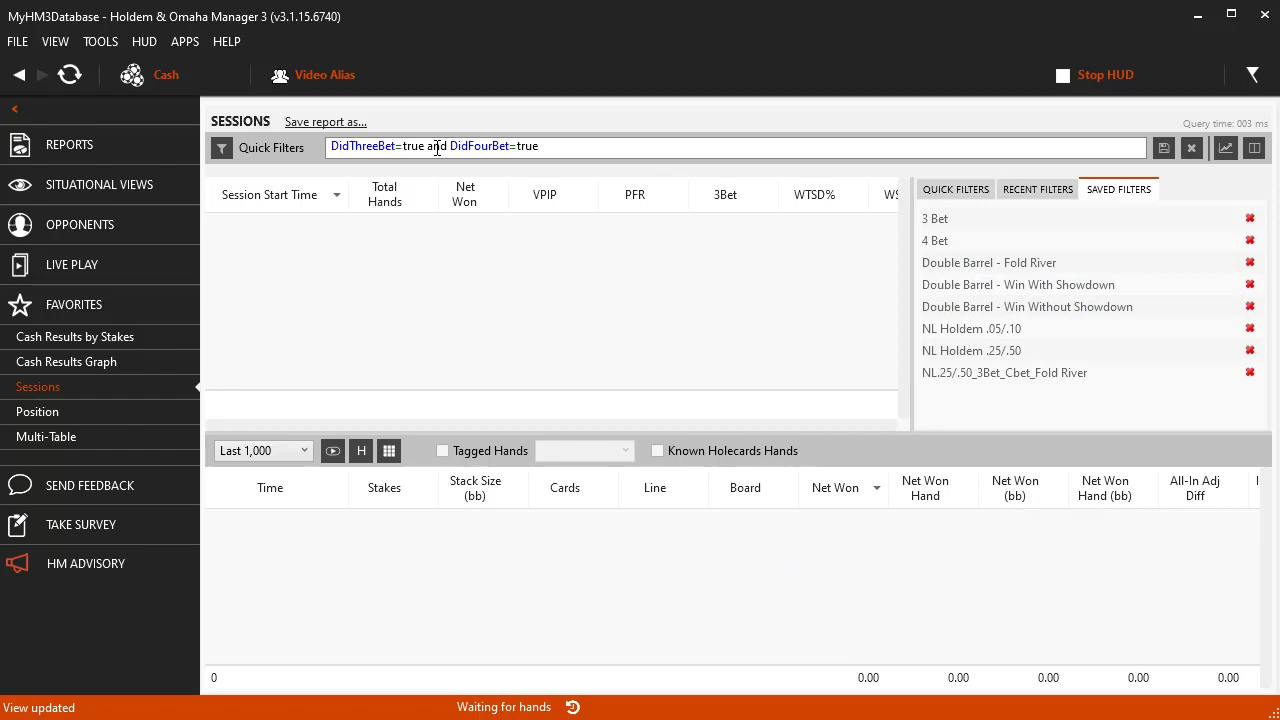 MyHM3Database - Holdem & Omaha Manager 3 (v3.1.15.6740)
FILE VIEW TOOLS HUD APPS HELP
Cash Video Alias Stop HUD
REPORTS
SITUATIONAL VIEWS
OPPONENTS
LIVE PLAY
FAVORITES
Cash Results by Stakes
Cash Results Graph
Sessions
Position
Multi-Table
SEND FEEDBACK
TAKE SURVEY
HM ADVISORY
SESSIONS Save report as... Query time: 003 ms
Quick Filters DidThreeBet=true and DidFourBet=true
Session Start Time Total Hands Net Won VPIP PFR 3Bet WTSD%
QUICK FILTERS RECENT FILTERS SAVED FILTERS
3 Bet
4 Bet
Double Barrel - Fold River
Double Barrel - Win With Showdown
Double Barrel - Win Without Showdown
NL Holdem .05/.10
NL Holdem .25/.50
NL.25/.50_3Bet_Cbet_Fold River
Last 1,000 H Tagged Hands Known Holecards Hands
Time Stakes Stack Size (bb) Cards Line Board Net Won Net Won Hand Net Won (bb) Net Won Hand (bb) All-In Adj Diff
0 0.00 0.00 0.00 0.00 0.00
View updated Waiting for hands